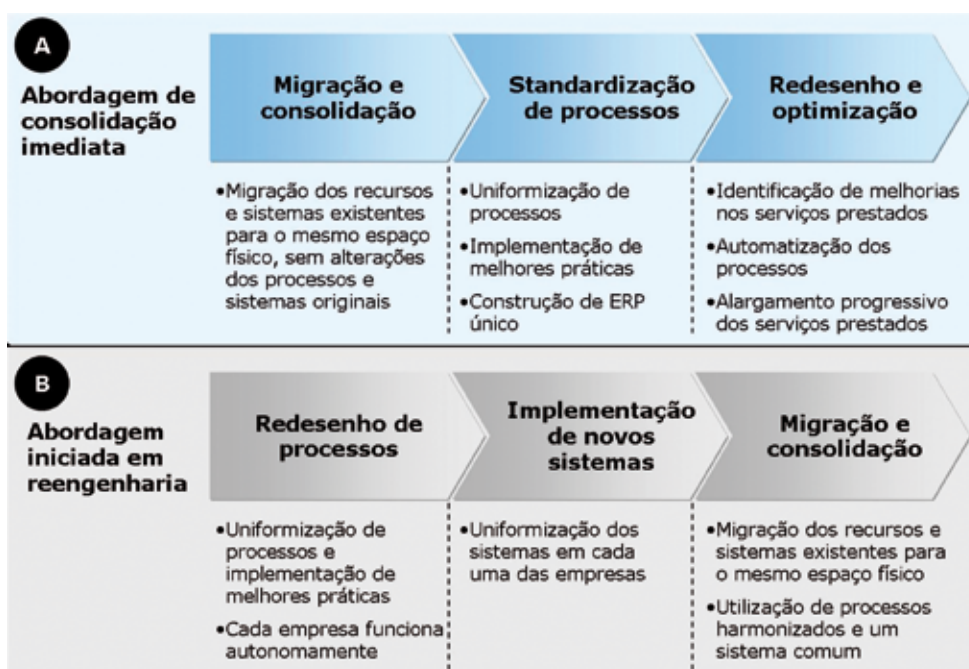 A
Abordagem de
consolidação
imediata
Migração e
consolidação
Standardização
de processos
Redesenho e
optimização
•Migração dos recursos
e sistemas existentes
para o mesmo espaço
físico, sem alterações
dos processos e
sistemas originais
•Uniformização de
processos
•Implementação de
melhores práticas
•Construção de ERP
único
•Identificação de melhorias
nos serviços prestados
•Automatização dos
processos
•Alargamento progressivo
dos serviços prestados
B
Abordagem
iniciada em
reengenharia
Redesenho de
processos
Implementação
de novos
sistemas
Migração e
consolidação
•Uniformização de
processos e
implementação de
melhores práticas
•Cada empresa funciona
autonomamente
•Uniformização dos
sistemas em cada
uma das empresas
•Migração dos recursos e
sistemas existentes para
o mesmo espaço físico
•Utilização de processos
harmonizados e um
sistema comum